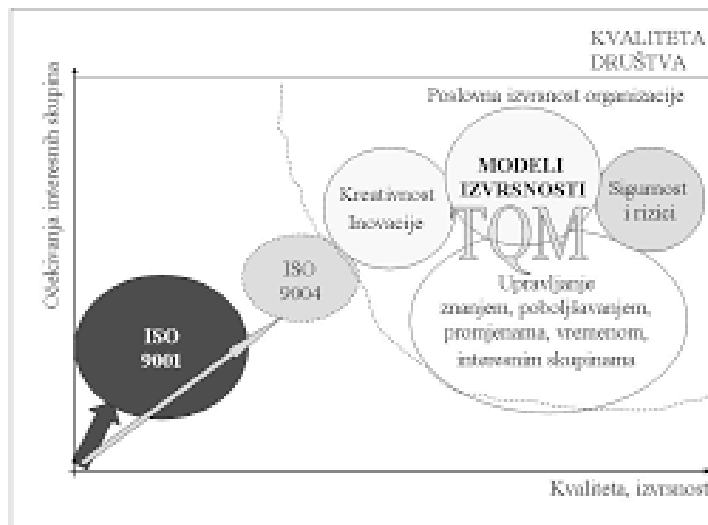 KVALITETA
DRUŠTVA
Poslovna izvrsnost organizacije
Očekivanja interesnih skupina
MODELI
IZVRSNOSTI
TQM
Kreativnost
Inovacije
Sigurnost
i rizici
ISO
9004
Upravljanje
znanjem, poboljšavanjem,
promjenama, vremenom,
interesnim skupinama
ISO
9001
Kvaliteta, izvrsnost